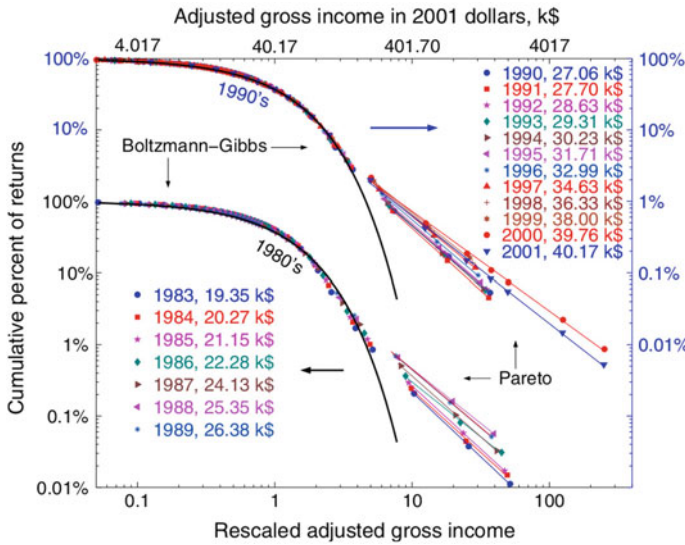 Adjusted gross income in 2001 dollars, k$
4.017 40.17 401.70 4017
100%
10%
100%
10%
1%
0.1%
0.01%
Cumulative percent of returns
100%
10%
1%
0.1%
0.01%
1990's
Boltzmann–Gibbs
1980's
1990, 27.06 k$
1991, 27.70 k$
1992, 28.63 k$
1993, 29.31 k$
1994, 30.23 k$
1995, 31.71 k$
1996, 32.99 k$
1997, 34.63 k$
1998, 36.33 k$
1999, 38.00 k$
2000, 39.76 k$
2001, 40.17 k$
1983, 19.35 k$
1984, 20.27 k$
1985, 21.15 k$
1986, 22.28 k$
1987, 24.13 k$
1988, 25.35 k$
1989, 26.38 k$
Pareto
0.1 1 10 100
Rescaled adjusted gross income